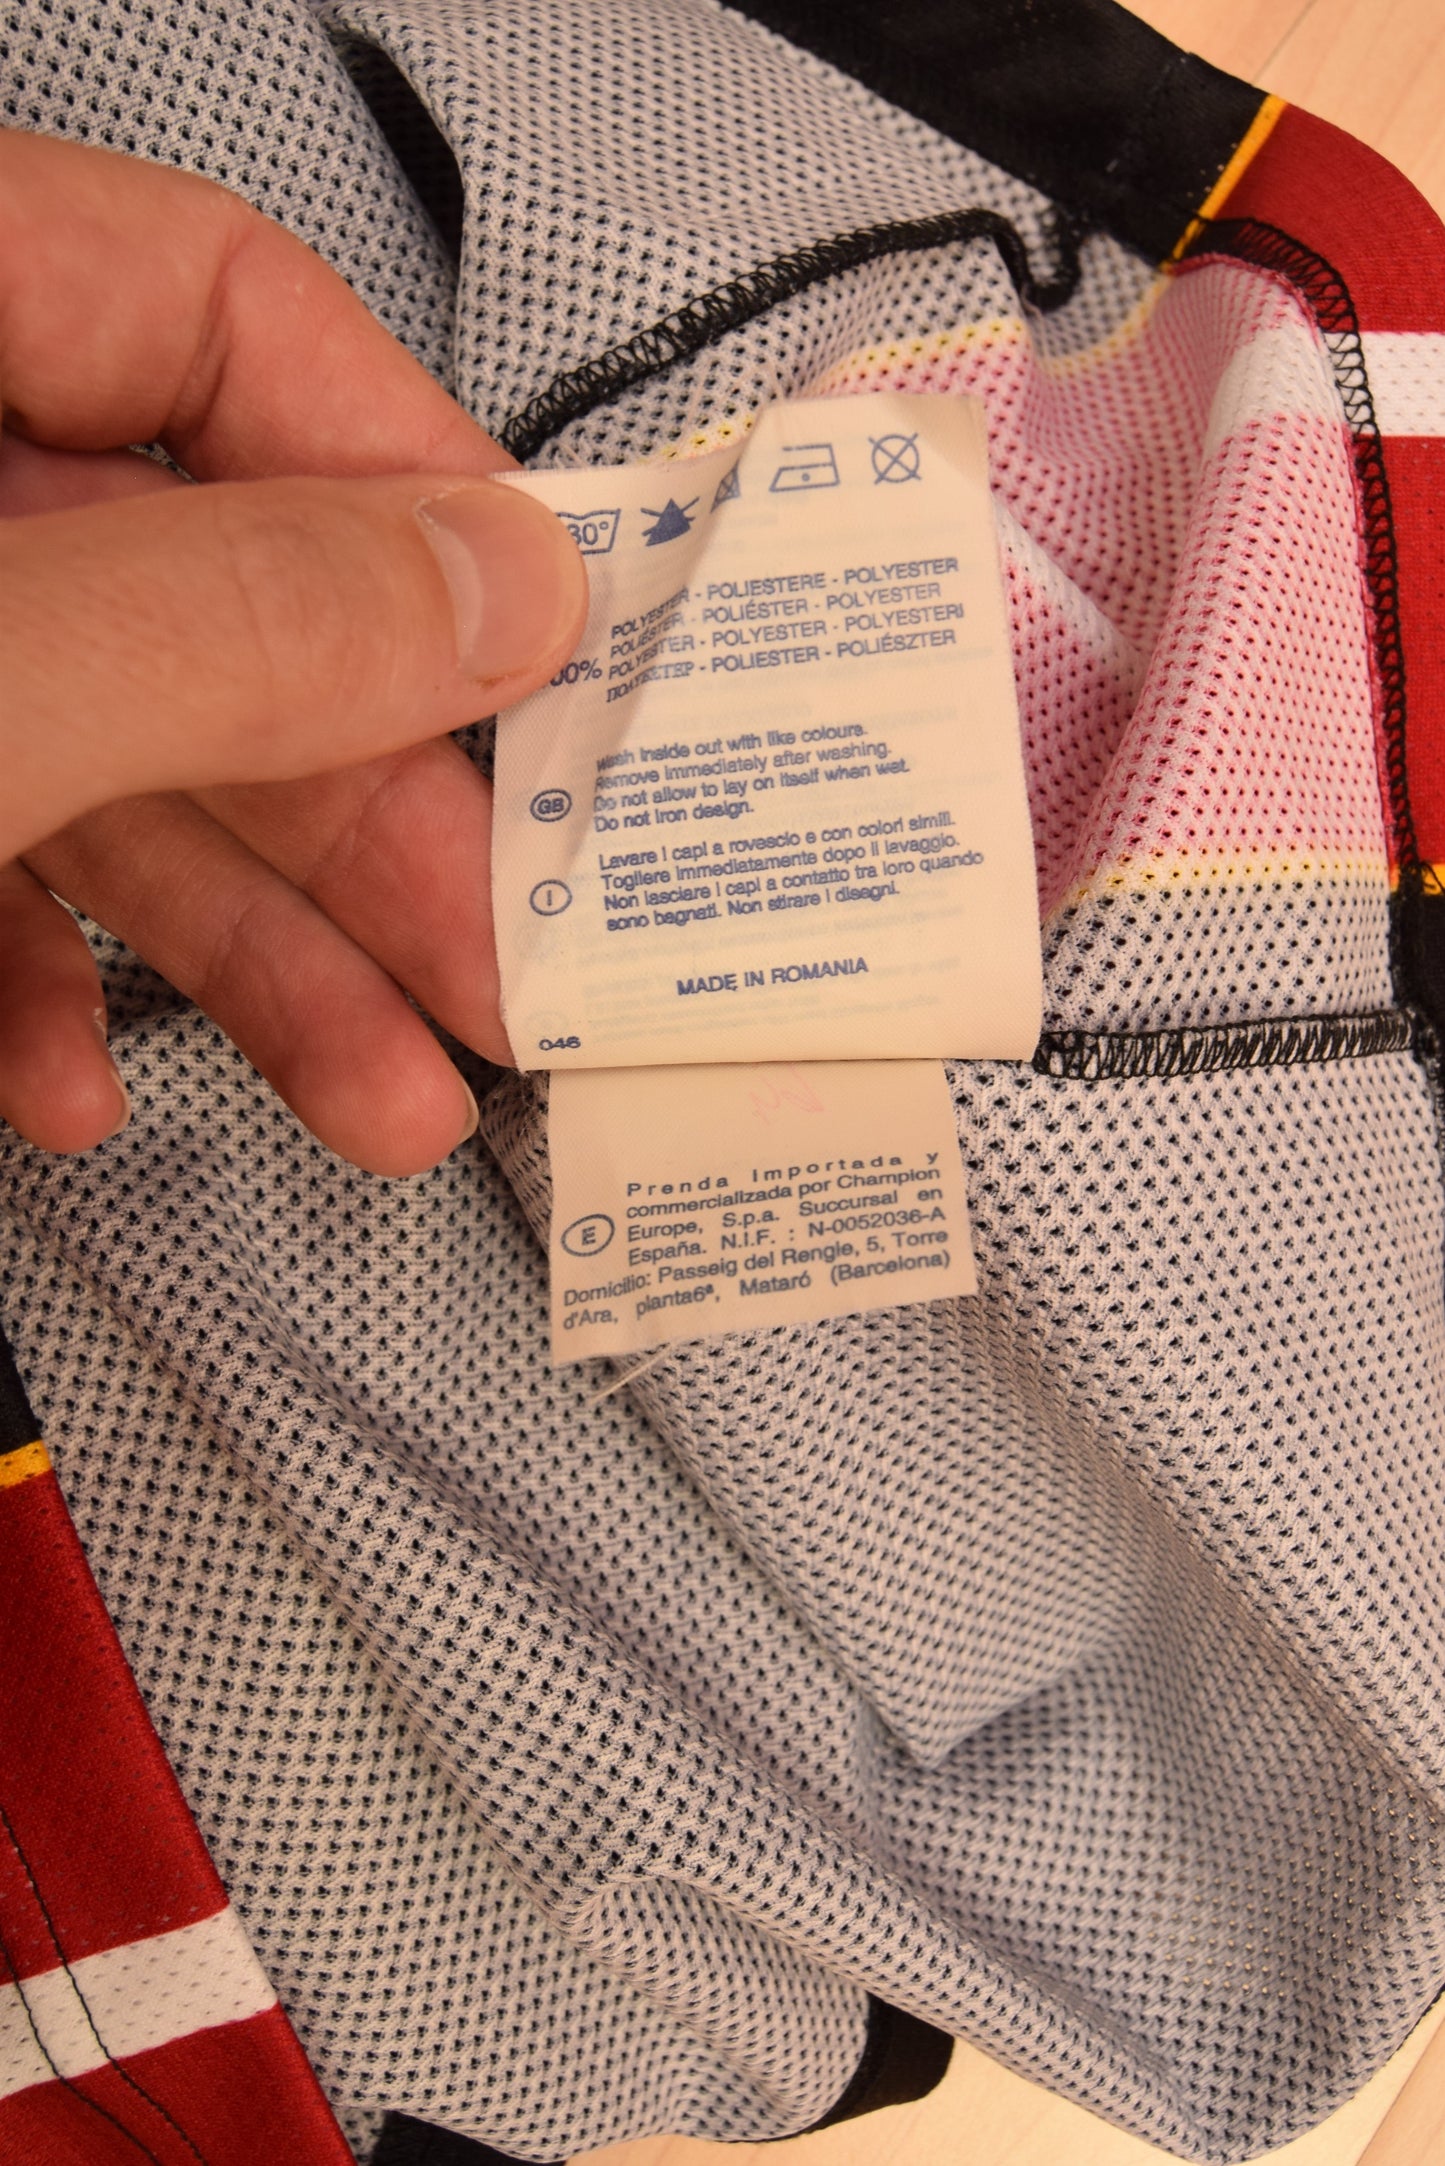 30°
POLYESTER - POLIESTERE - POLYESTER
POLIÉSTER - POLIÉSTER - POLYESTER
POLYESTER - POLYESTER - POLYESTERI
00% ПОЛИЕСТЕР - POLIESTER - POLIÉSZTER
GB
Wash inside out with like colours.
Remove immediately after washing.
Do not allow to lay on itself when wet.
Do not iron design.
I
Lavare i capi a rovescio e con colori simili.
Togliere immediatamente dopo il lavaggio.
Non lasciare i capi a contatto tra loro quando
sono bagnati. Non stirare i disegni.
MADE IN ROMANIA
046
E
Prenda Importada y
commercializada por Champion
Europe, S.p.a. Succursal en
España. N.I.F. : N-0052036-A
Domicilio: Passeig del Rengle, 5, Torre
d'Ara, planta6ª, Mataró (Barcelona)